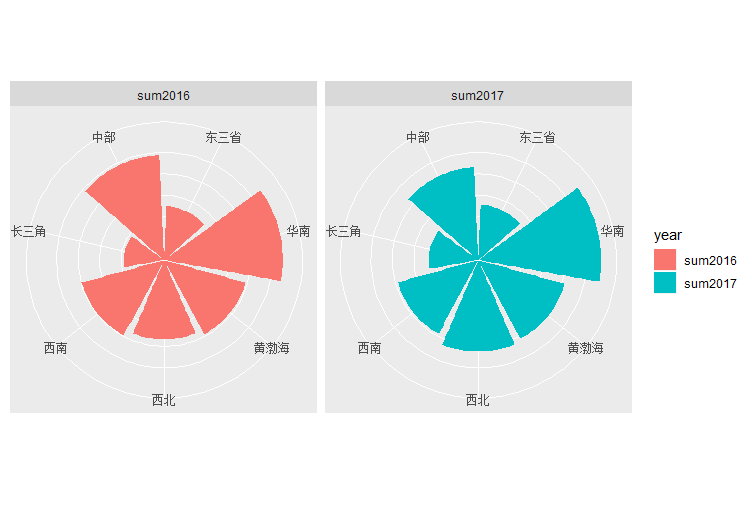 sum2016
sum2017
中部
东三省
长三角
华南
西南
黄渤海
西北
中部
东三省
长三角
华南
西南
黄渤海
西北
year
sum2016
sum2017